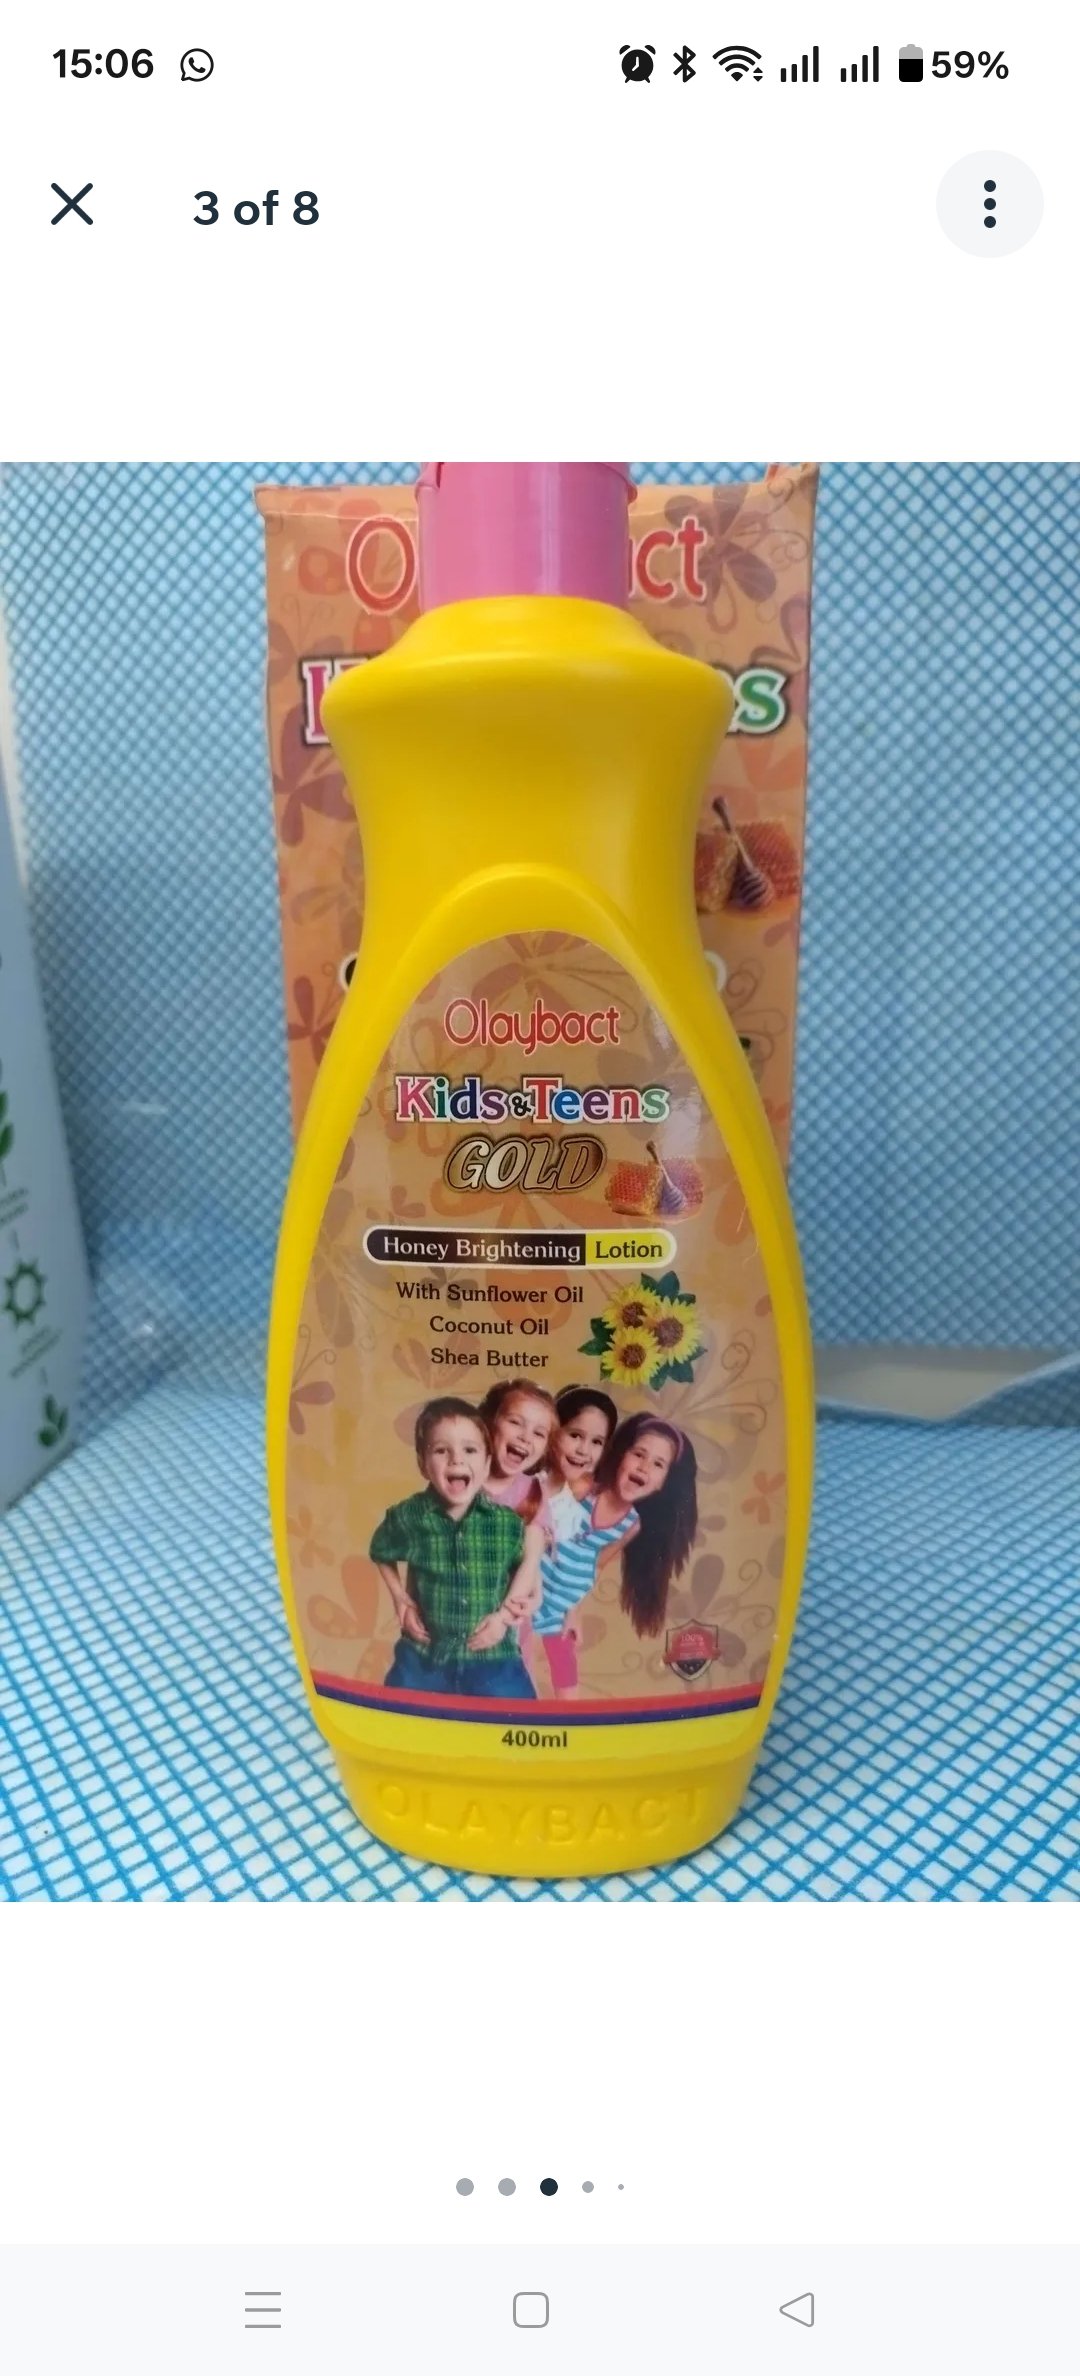 15:06
59%
3 of 8
Olaybact
Kids & Teens
GOLD
Honey Brightening Lotion
With Sunflower Oil
Coconut Oil
Shea Butter
100%
400ml
OLAYBACT